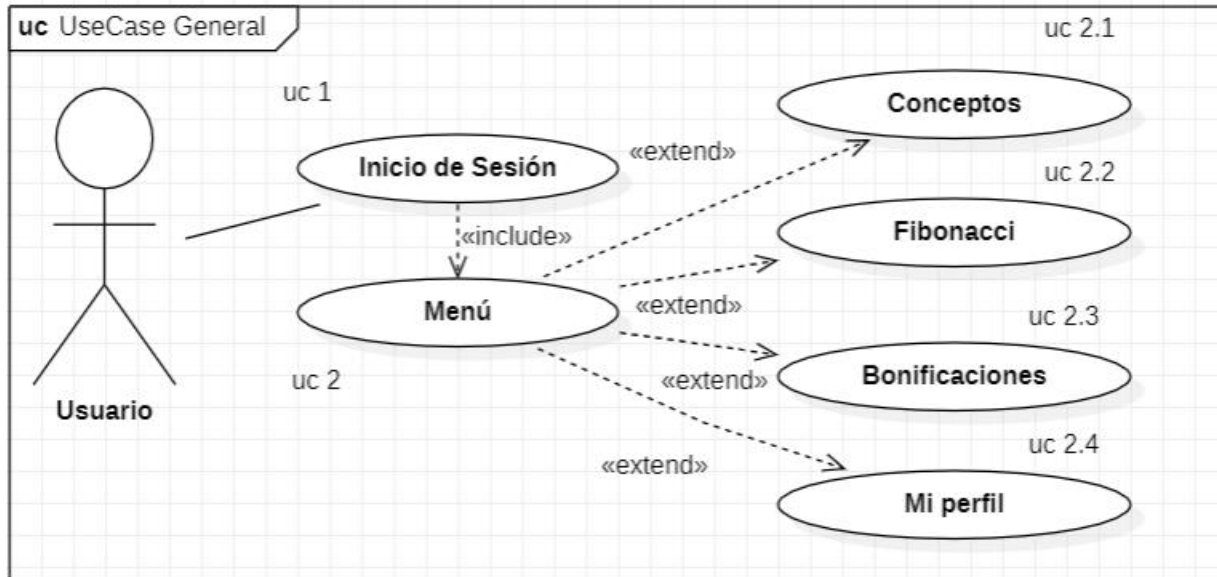 uc UseCase General
uc 2.1
uc 1
Conceptos
Inicio de Sesión
«extend»
uc 2.2
Fibonacci
«include»
Menú
«extend»
uc 2.3
Bonificaciones
uc 2
«extend»
Usuario
uc 2.4
«extend»
Mi perfil